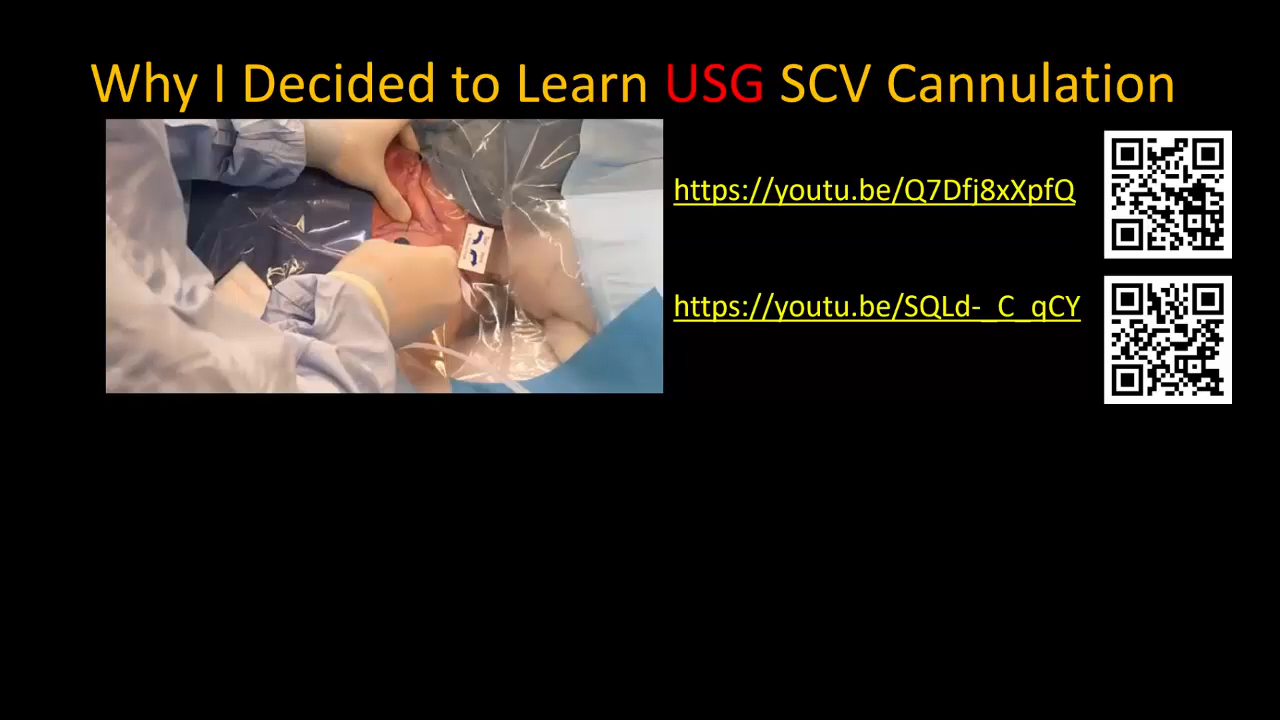 Why I Decided to Learn USG SCV Cannulation
https://youtu.be/Q7Dfj8xXpfQ
https://youtu.be/SQLd-_C_qCY